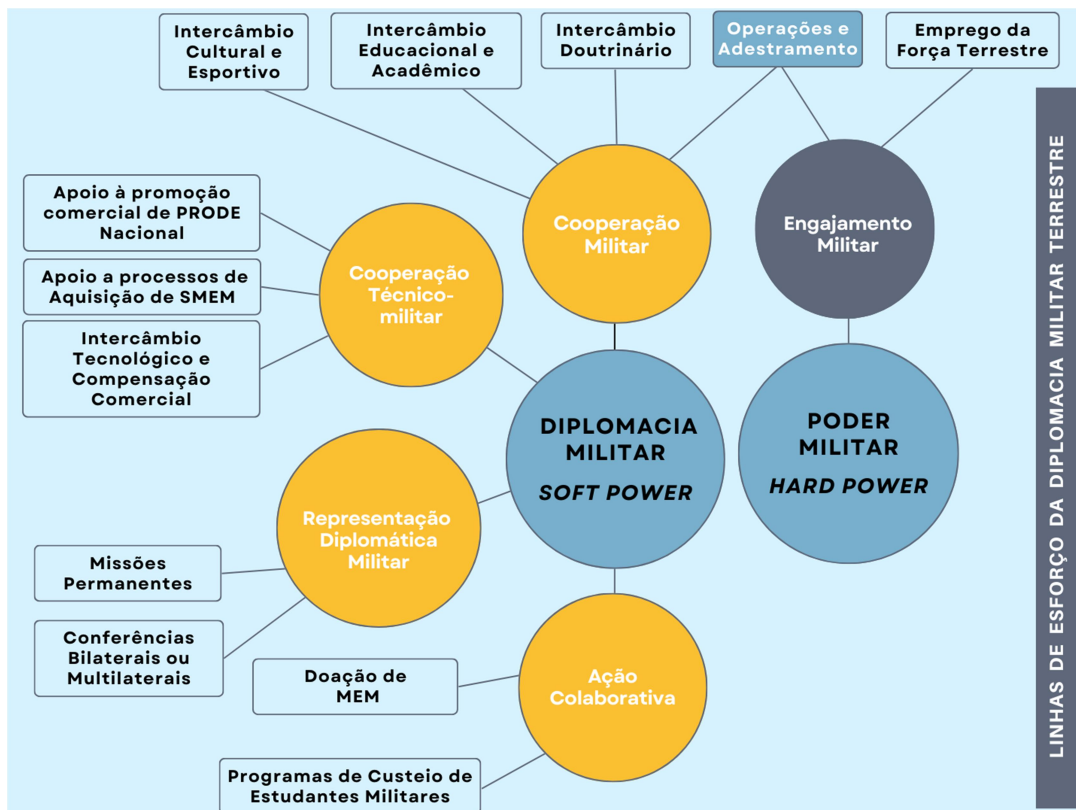 Intercâmbio
Cultural e
Esportivo
Intercâmbio
Educacional e
Acadêmico
Intercâmbio
Doutrinário
Operações e
Adestramento
Emprego da
Força Terrestre
Apoio à promoção
comercial de PRODE
Nacional
Apoio a processos de
Aquisição de SMEM
Intercâmbio
Tecnológico e
Compensação
Comercial
Cooperação
Técnico-
militar
Cooperação
Militar
Engajamento
Militar
DIPLOMACIA
MILITAR
SOFT POWER
PODER
MILITAR
HARD POWER
Representação
Diplomática
Militar
Missões
Permanentes
Conferências
Bilaterais ou
Multilaterais
Ação
Colaborativa
Doação de
MEM
Programas de Custeio de
Estudantes Militares
LINHAS DE ESFORÇO DA DIPLOMACIA MILITAR TERRESTRE